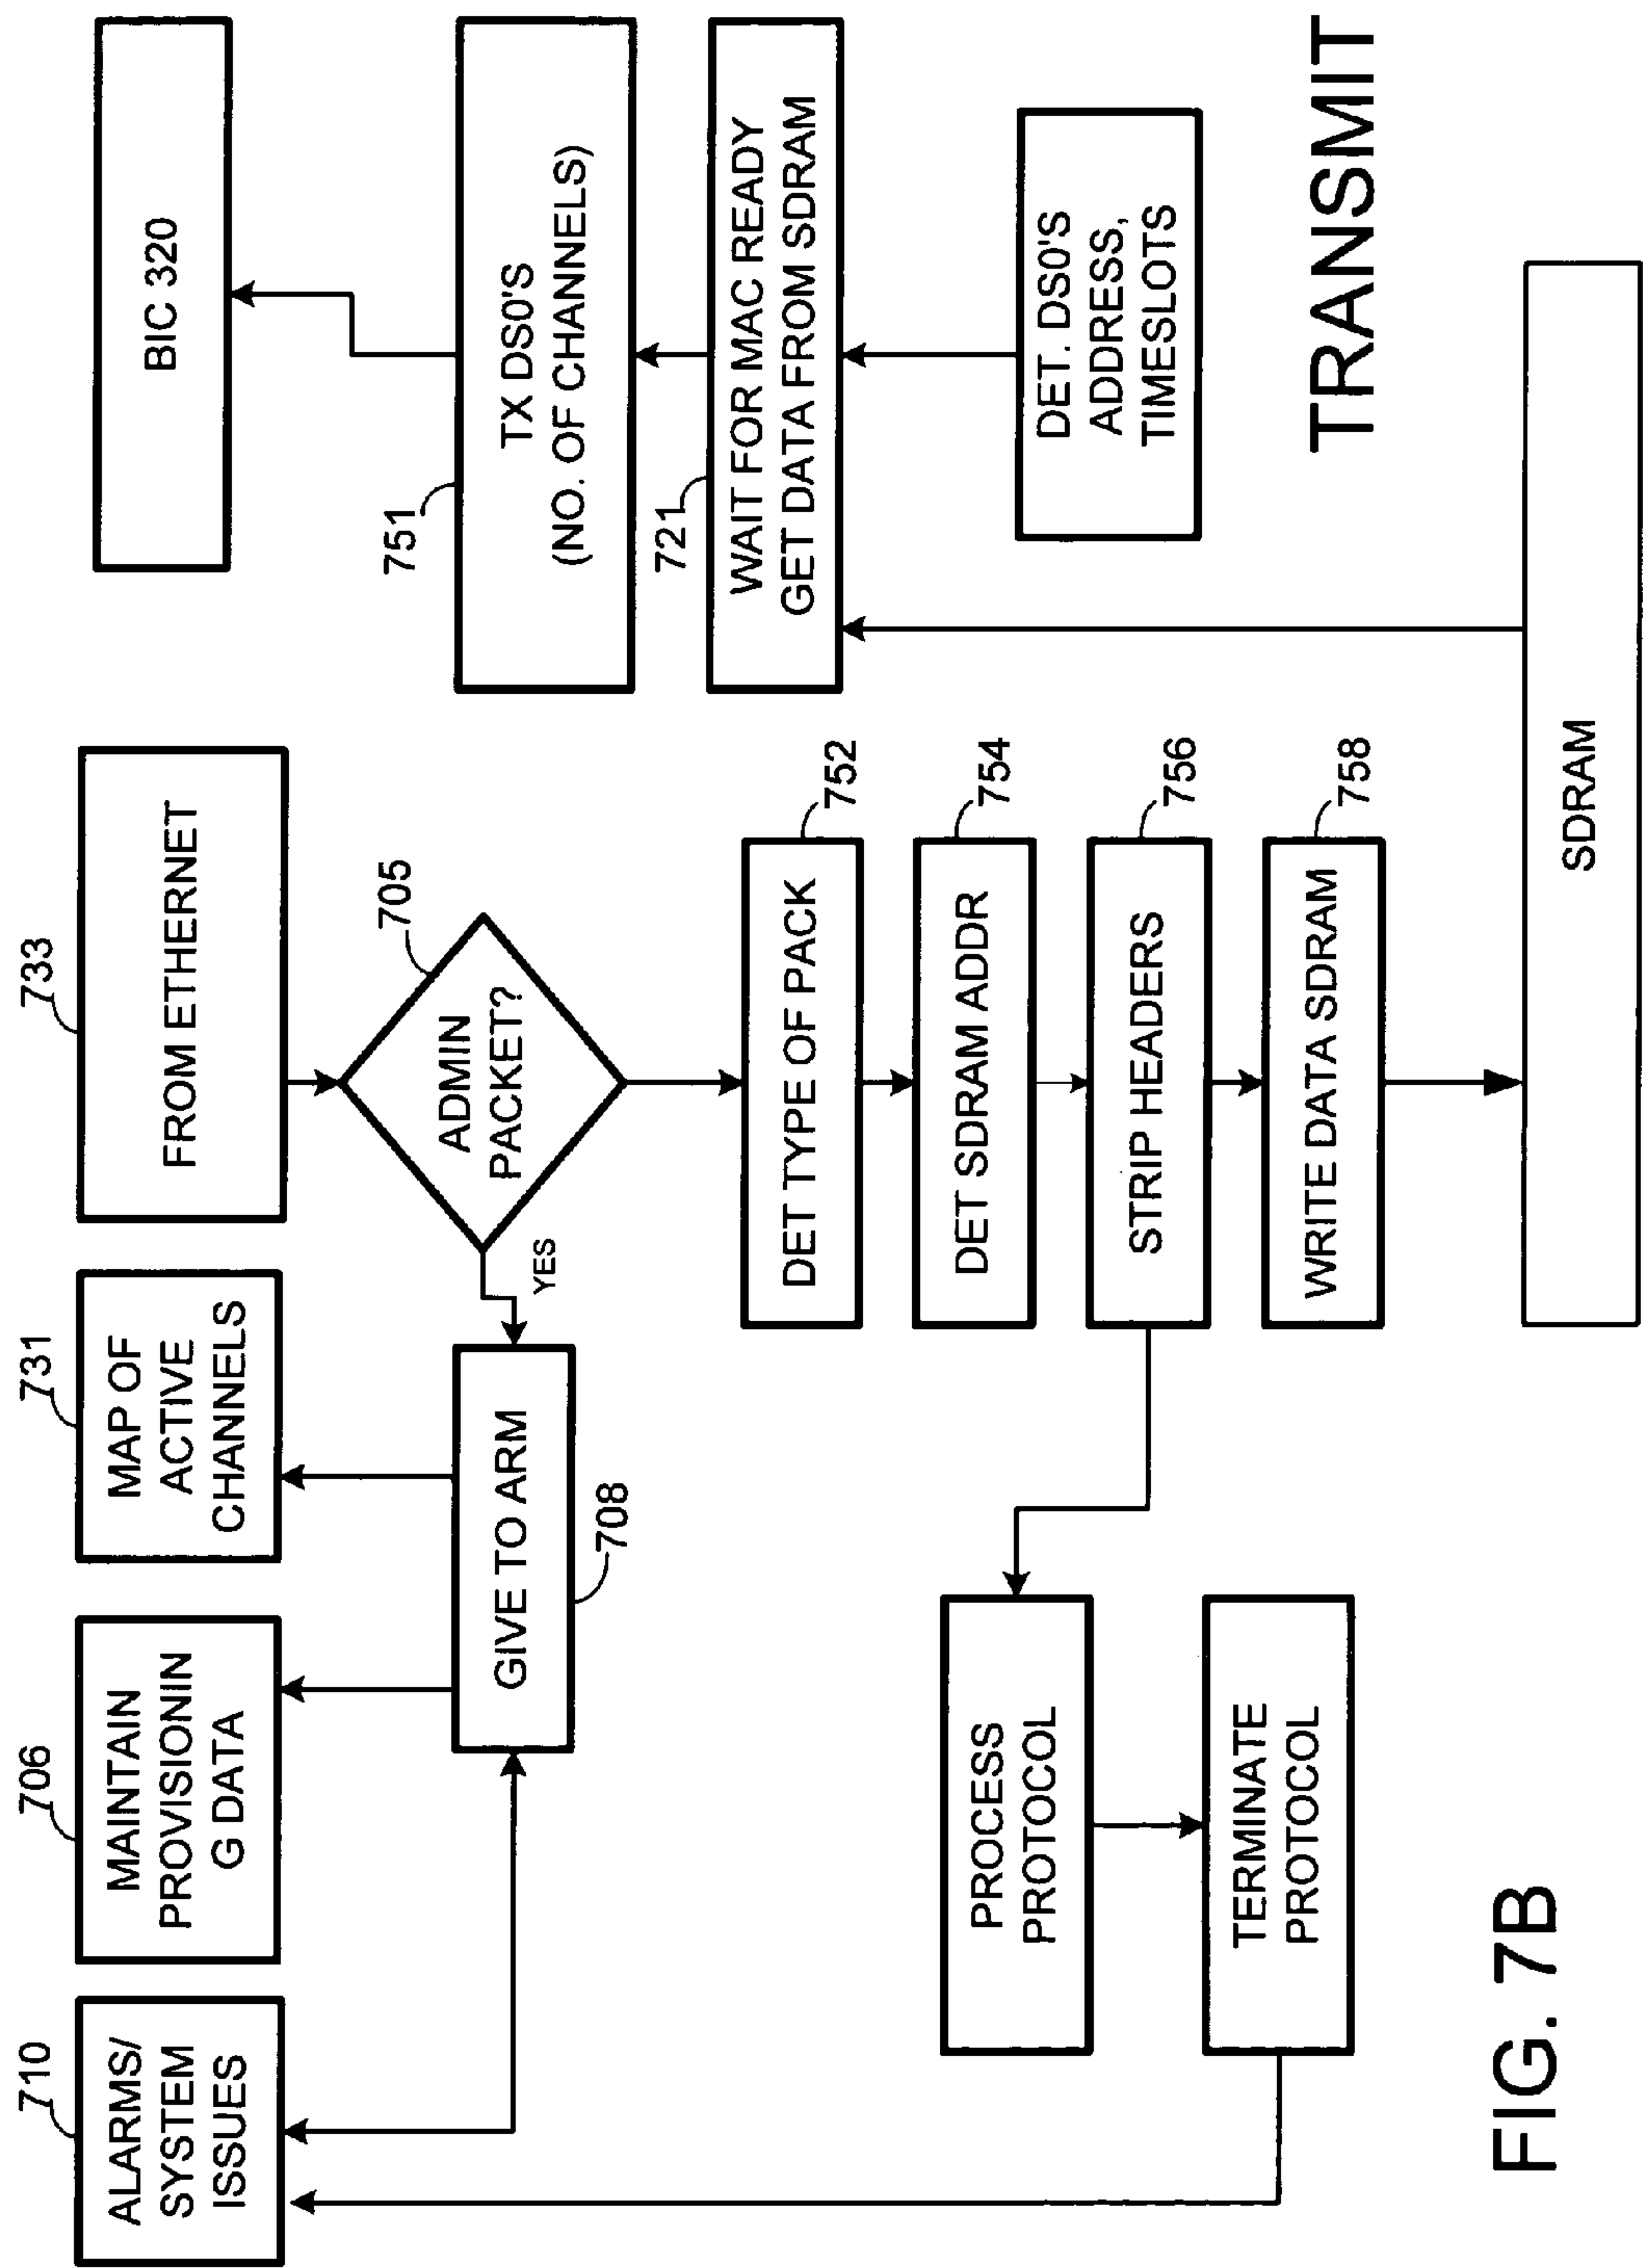 710
ALARMS/
SYSTEM
ISSUES
706
MAINTAIN
PROVISIONIN
G DATA
731
MAP OF
ACTIVE
CHANNELS
733
FROM ETHERNET
BIC 320
705
ADMIN
PACKET?
YES
GIVE TO ARM
708
751
TX DS0'S
(NO. OF CHANNELS)
721
WAIT FOR MAC READY
GET DATA FROM SDRAM
752
DET TYPE OF PACK
754
DET SDRAM ADDR
756
STRIP HEADERS
758
WRITE DATA SDRAM
DET. DS0'S
ADDRESS,
TIMESLOTS
PROCESS
PROTOCOL
TERMINATE
PROTOCOL
TRANSMIT
SDRAM
FIG. 7B